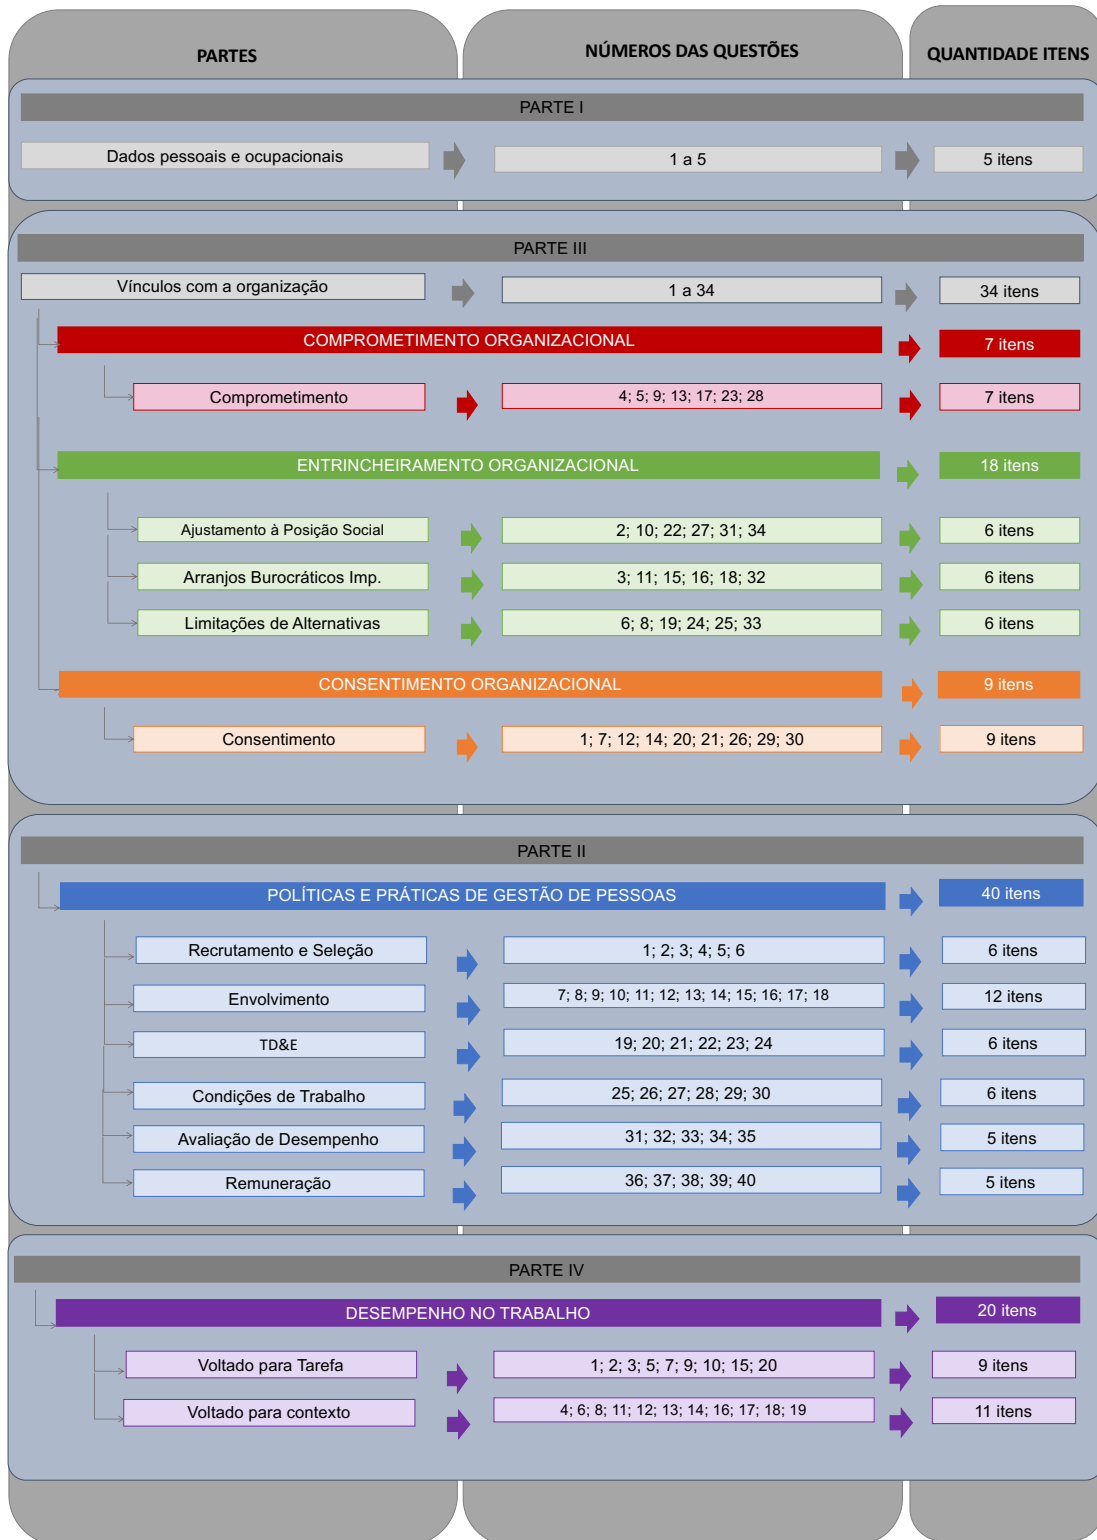 PARTES
NÚMEROS DAS QUESTÕES
QUANTIDADE ITENS
PARTE I
Dados pessoais e ocupacionais
1 a 5
5 itens
PARTE III
Vínculos com a organização
1 a 34
34 itens
COMPROMETIMENTO ORGANIZACIONAL
7 itens
Comprometimento
4; 5; 9; 13; 17; 23; 28
7 itens
ENTRINCHEIRAMENTO ORGANIZACIONAL
18 itens
Ajustamento à Posição Social
2; 10; 22; 27; 31; 34
6 itens
Arranjos Burocráticos Imp.
3; 11; 15; 16; 18; 32
6 itens
Limitações de Alternativas
6; 8; 19; 24; 25; 33
6 itens
CONSENTIMENTO ORGANIZACIONAL
9 itens
Consentimento
1; 7; 12; 14; 20; 21; 26; 29; 30
9 itens
PARTE II
POLÍTICAS E PRÁTICAS DE GESTÃO DE PESSOAS
40 itens
Recrutamento e Seleção
1; 2; 3; 4; 5; 6
6 itens
Envolvimento
7; 8; 9; 10; 11; 12; 13; 14; 15; 16; 17; 18
12 itens
TD&E
19; 20; 21; 22; 23; 24
6 itens
Condições de Trabalho
25; 26; 27; 28; 29; 30
6 itens
Avaliação de Desempenho
31; 32; 33; 34; 35
5 itens
Remuneração
36; 37; 38; 39; 40
5 itens
PARTE IV
DESEMPENHO NO TRABALHO
20 itens
Voltado para Tarefa
1; 2; 3; 5; 7; 9; 10; 15; 20
9 itens
Voltado para contexto
4; 6; 8; 11; 12; 13; 14; 16; 17; 18; 19
11 itens